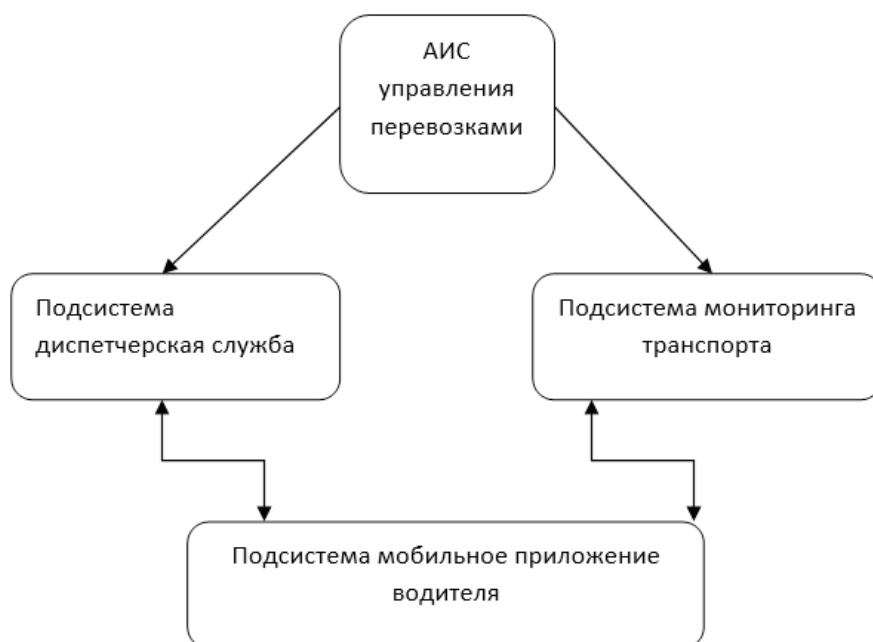 АИС
управления
перевозками
Подсистема
диспетчерская служба
Подсистема мониторинга
транспорта
Подсистема мобильное приложение
водителя